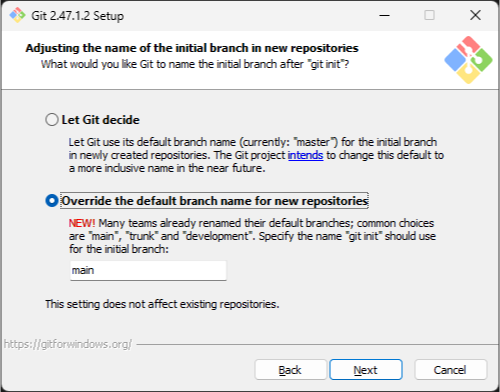 Git 2.47.1.2 Setup
Adjusting the name of the initial branch in new repositories
What would you like Git to name the initial branch after "git init"?
Let Git decide
Let Git use its default branch name (currently: "master") for the initial branch
in newly created repositories. The Git project intends to change this default to
a more inclusive name in the near future.
Override the default branch name for new repositories
NEW! Many teams already renamed their default branches; common choices
are "main", "trunk" and "development". Specify the name "git init" should use
for the initial branch:
main
This setting does not affect existing repositories.
https://gitforwindows.org/
Back
Next
Cancel